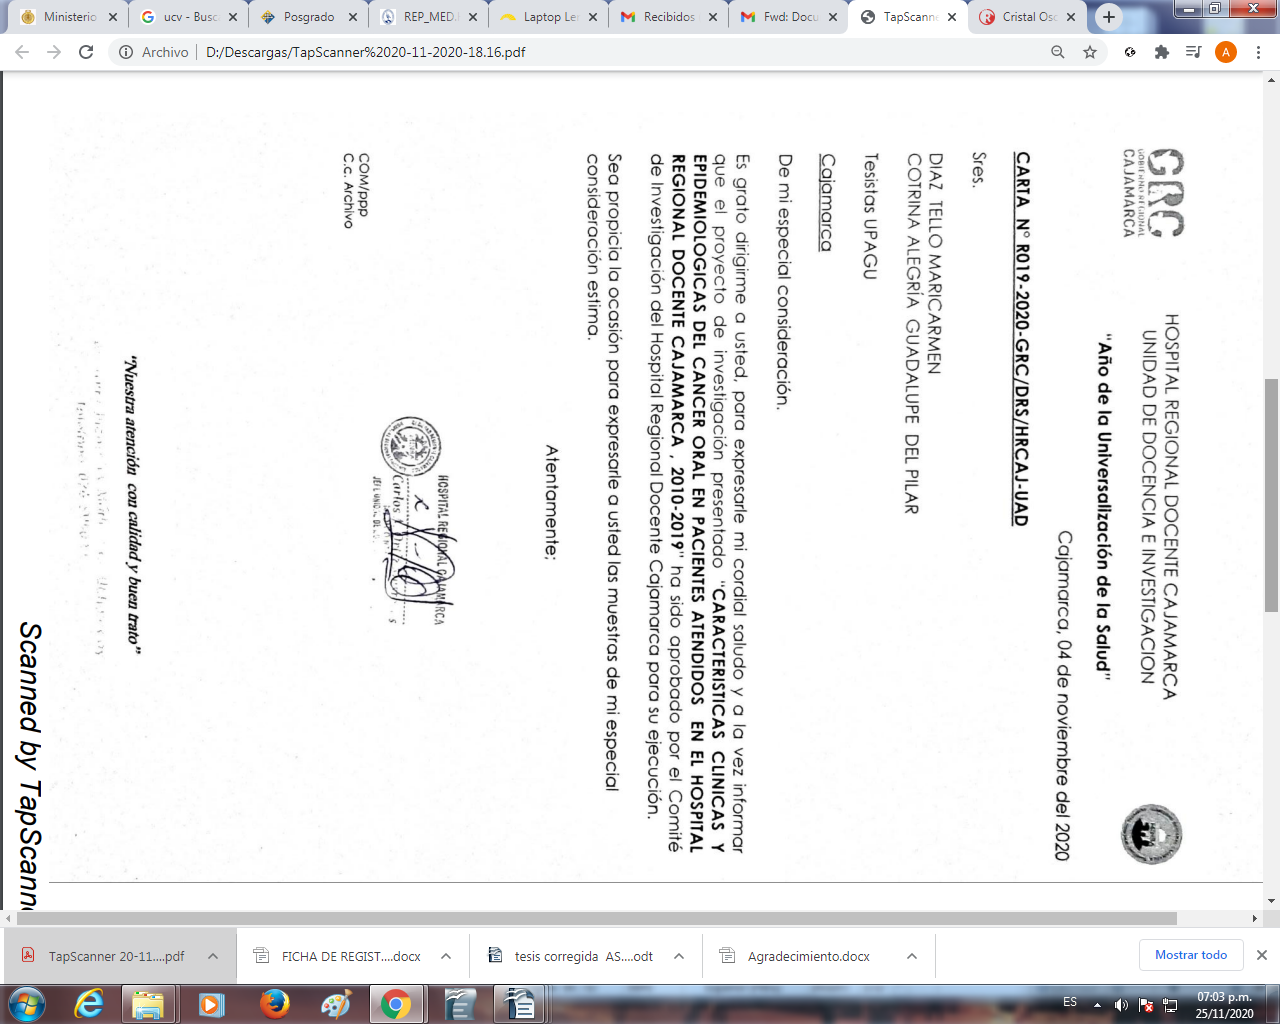 Ministerio
ucv - Busc
Posgrado
REP_MED.
Laptop Len
Recibidos
Fwd: Docu
TapScanne
Cristal Osc
Archivo
D:/Descargas/TapScanner%2020-11-2020-18.16.pdf
A
GRC
GOBIERNO REGIONAL
CAJAMARCA
HOSPITAL REGIONAL DOCENTE CAJAMARCA
UNIDAD DE DOCENCIA E INVESTIGACION
"Año de la Universalización de la Salud"
Cajamarca, 04 de noviembre del 2020
CARTA N° R019-2020-GRC/DRS/HRCAJ-UAD
Sres.
DIAZ TELLO MARICARMEN
COTRINA ALEGRÍA GUADALUPE DEL PILAR
Tesistas UPAGU
Cajamarca
De mi especial consideración.
Es grato dirigirme a usted, para expresarle mi cordial saludo y a la vez informar
que el proyecto de investigación presentado "CARACTERISTICAS CLINICAS Y
EPIDEMIOLOGICAS DEL CANCER ORAL EN PACIENTES ATENDIDOS EN EL HOSPITAL
REGIONAL DOCENTE CAJAMARCA , 2010-2019" ha sido aprobado por el Comité
de Investigación del Hospital Regional Docente Cajamarca para su ejecución.
Sea propicia la ocasión para expresarle a usted las muestras de mi especial
consideración estima.
Atentamente;
HOSPITAL REGIONAL CAJAMARCA
Carlos
COM/ppp
C.c. Archivo
"Nuestra atención con calidad y buen trato"
Scanned by TapScann
TapScanner 20-11....pdf
FICHA DE REGIST....docx
tesis corregida AS....odt
Agradecimiento.docx
Mostrar todo
ES
07:03 p.m.
25/11/2020